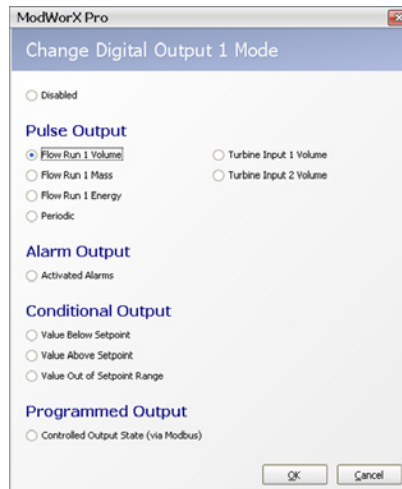 ModWorX Pro
Change Digital Output 1 Mode
Disabled
Pulse Output
Flow Run 1 Volume
Turbine Input 1 Volume
Flow Run 1 Mass
Turbine Input 2 Volume
Flow Run 1 Energy
Periodic
Alarm Output
Activated Alarms
Conditional Output
Value Below Setpoint
Value Above Setpoint
Value Out of Setpoint Range
Programmed Output
Controlled Output State (via Modbus)
OK
Cancel